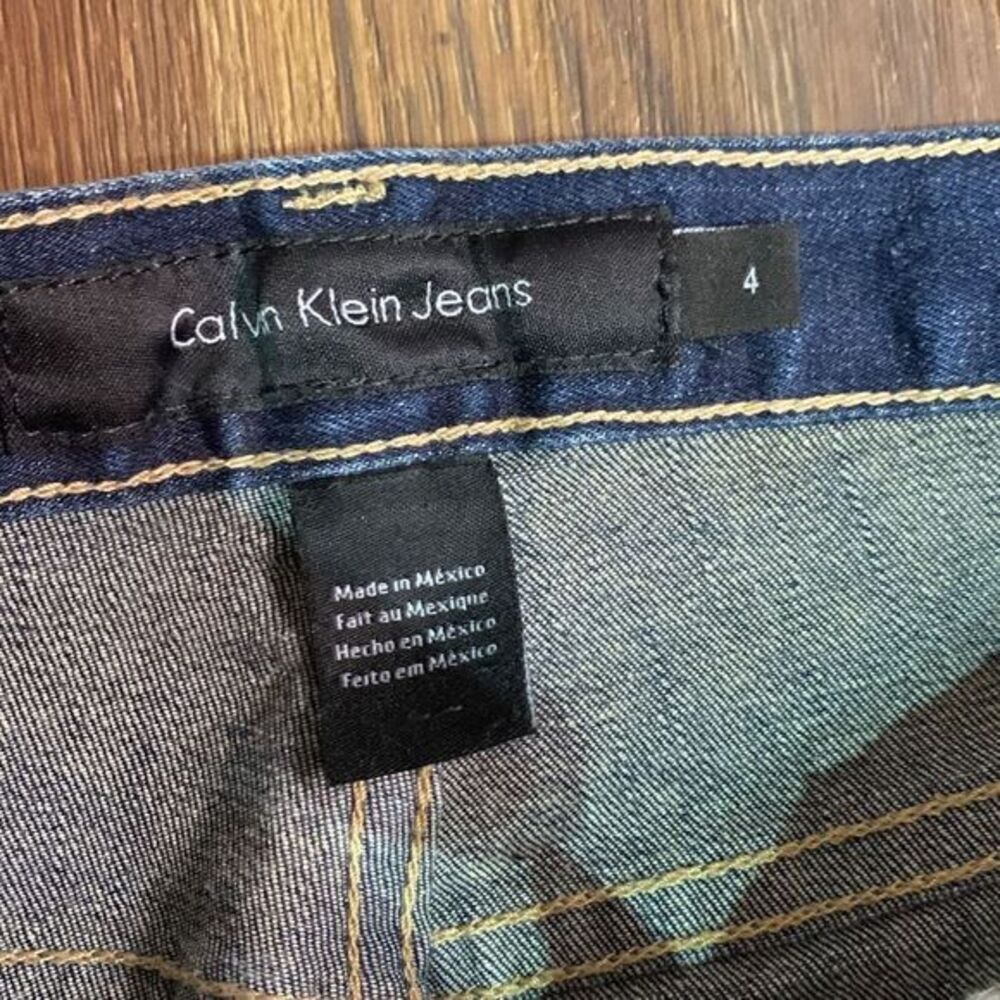 Calvin Klein Jeans
4
Made in México
Fait au Mexique
Hecho en México
Feito em México